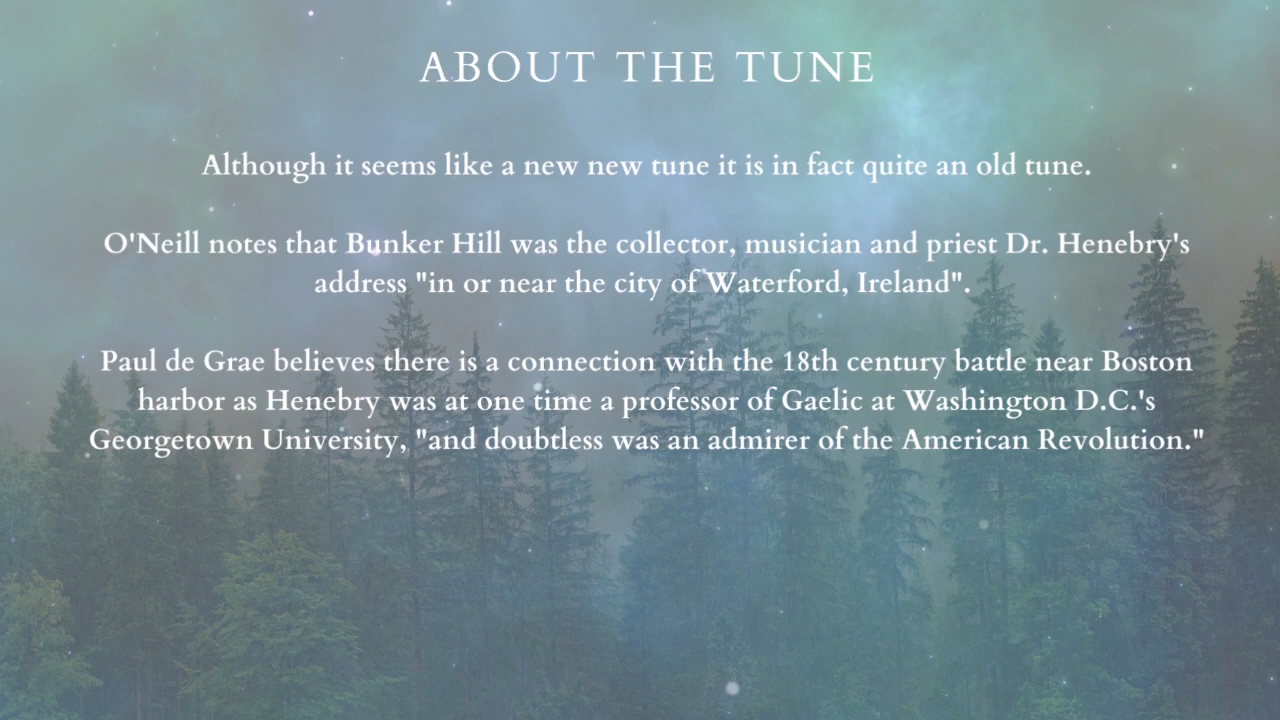 ABOUT THE TUNE
Although it seems like a new new tune it is in fact quite an old tune.
O'Neill notes that Bunker Hill was the collector, musician and priest Dr. Henebry's
address "in or near the city of Waterford, Ireland".
Paul de Grae believes there is a connection with the 18th century battle near Boston
harbor as Henebry was at one time a professor of Gaelic at Washington D.C.'s
Georgetown University, "and doubtless was an admirer of the American Revolution."